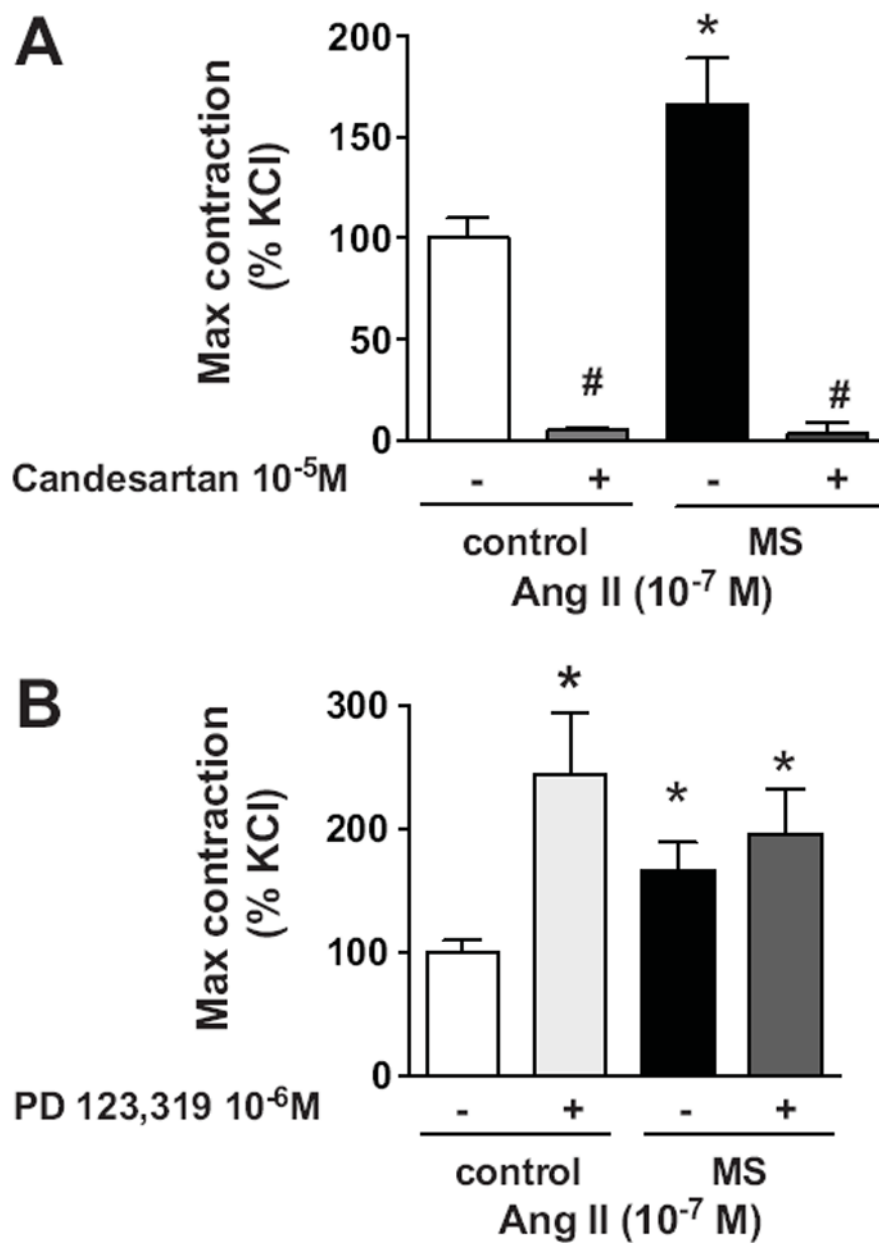 A
Max contraction
(% KCl)
200
150
100
50
0
*
#
#
Candesartan 10⁻⁵M - + - +
control MS
Ang II (10⁻⁷ M)
B
Max contraction
(% KCl)
300
200
100
0
*
*
*
PD 123,319 10⁻⁶M - + - +
control MS
Ang II (10⁻⁷ M)